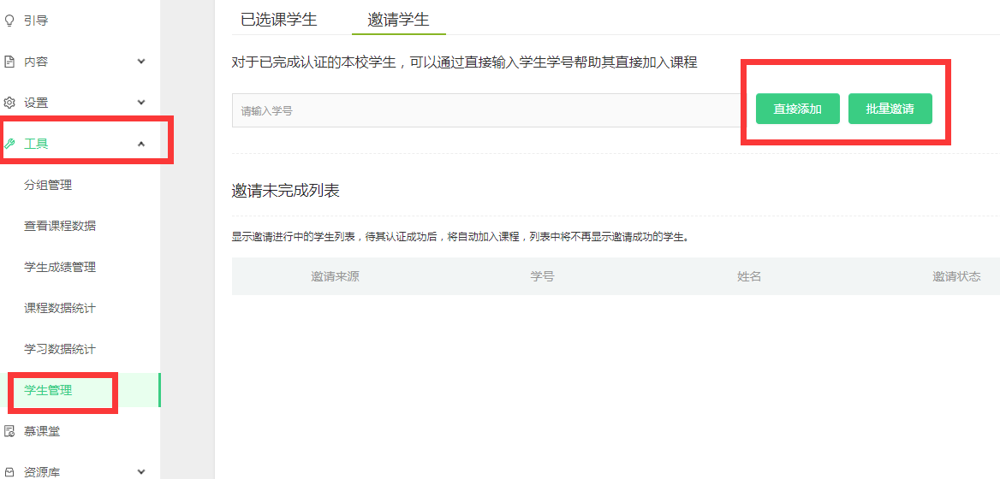 引导
内容
设置
工具
分组管理
查看课程数据
学生成绩管理
课程数据统计
学习数据统计
学生管理
慕课堂
资源库
已选课学生
邀请学生
对于已完成认证的本校学生，可以通过直接输入学生学号帮助其直接加入课程
请输入学号
直接添加
批量邀请
邀请未完成列表
显示邀请进行中的学生列表，待其认证成功后，将自动加入课程，列表中将不再显示邀请成功的学生。
邀请来源 学号 姓名 邀请状态